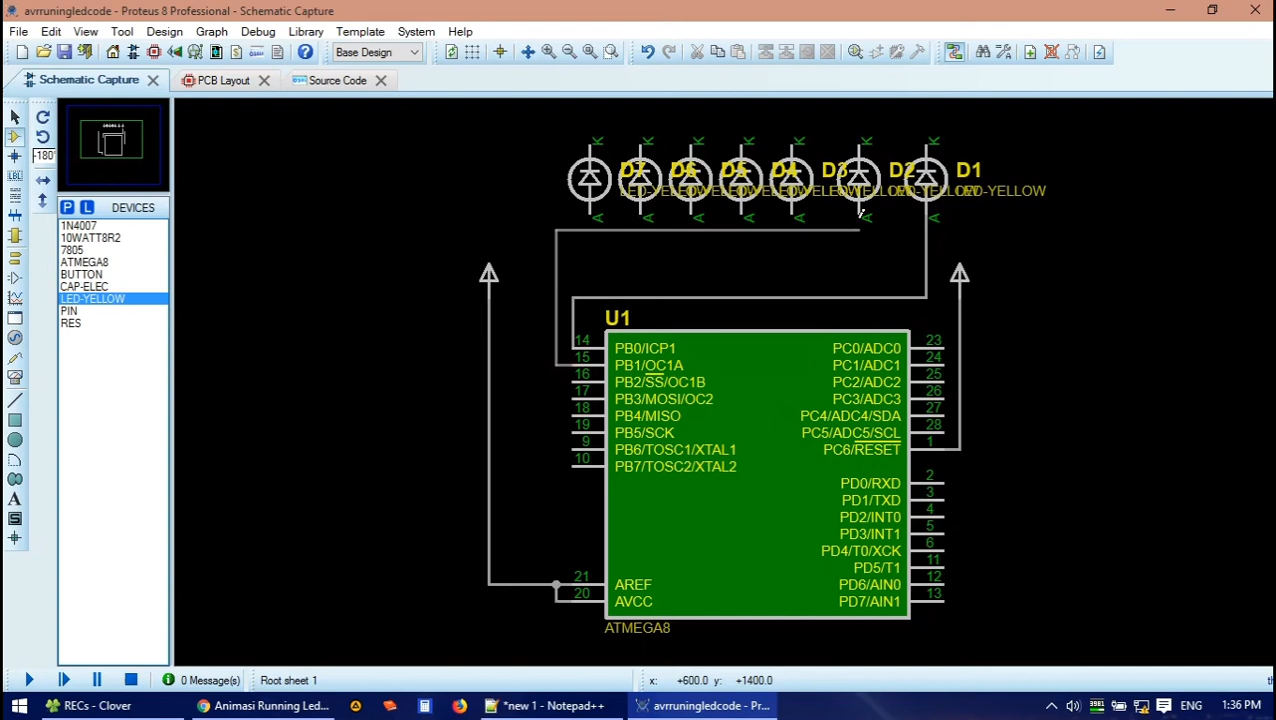 avrruningledcode - Proteus 8 Professional - Schematic Capture
File Edit View Tool Design Graph Debug Library Template System Help
Base Design
Schematic Capture PCB Layout Source Code
-180°
LBL
P L DEVICES
1N4007
10WATT8R2
7805
ATMEGA8
BUTTON
CAP-ELEC
LED-YELLOW
PIN
RES
A
S
K K K K K K K
D7 D6 D5 D4 D3 D2 D1
LED-YELLOW
A A A A A A A
U1
14 PB0/ICP1 PC0/ADC0 23
15 PB1/OC1A PC1/ADC1 24
16 PB2/SS/OC1B PC2/ADC2 25
17 PB3/MOSI/OC2 PC3/ADC3 26
18 PB4/MISO PC4/ADC4/SDA 27
19 PB5/SCK PC5/ADC5/SCL 28
9 PB6/TOSC1/XTAL1 PC6/RESET 1
10 PB7/TOSC2/XTAL2
PD0/RXD 2
PD1/TXD 3
PD2/INT0 4
PD3/INT1 5
PD4/T0/XCK 6
PD5/T1 11
21 AREF PD6/AIN0 12
20 AVCC PD7/AIN1 13
ATMEGA8
0 Message(s) Root sheet 1 x: +600.0 y: +1400.0 th
RECs - Clover Animasi Running Led... *new 1 - Notepad++ avrruningledcode - Pr... 1:36 PM